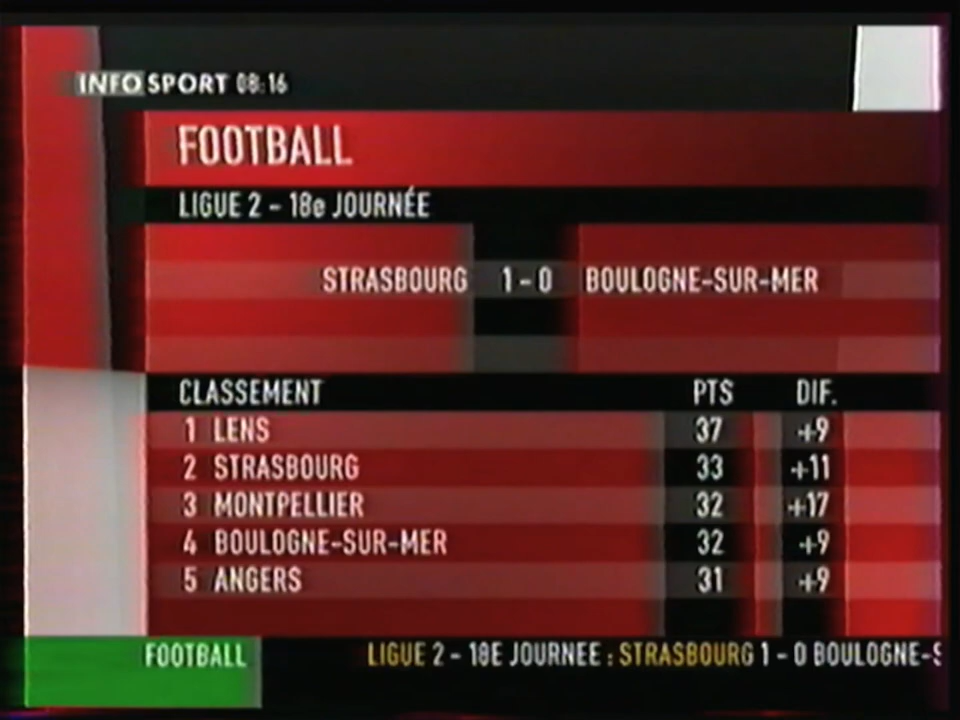 INFOSPORT 08:16
FOOTBALL
LIGUE 2 - 18e JOURNÉE
STRASBOURG 1 - 0 BOULOGNE-SUR-MER
CLASSEMENT PTS DIF.
1 LENS 37 +9
2 STRASBOURG 33 +11
3 MONTPELLIER 32 +17
4 BOULOGNE-SUR-MER 32 +9
5 ANGERS 31 +9
FOOTBALL LIGUE 2 - 18E JOURNEE : STRASBOURG 1 - 0 BOULOGNE-S